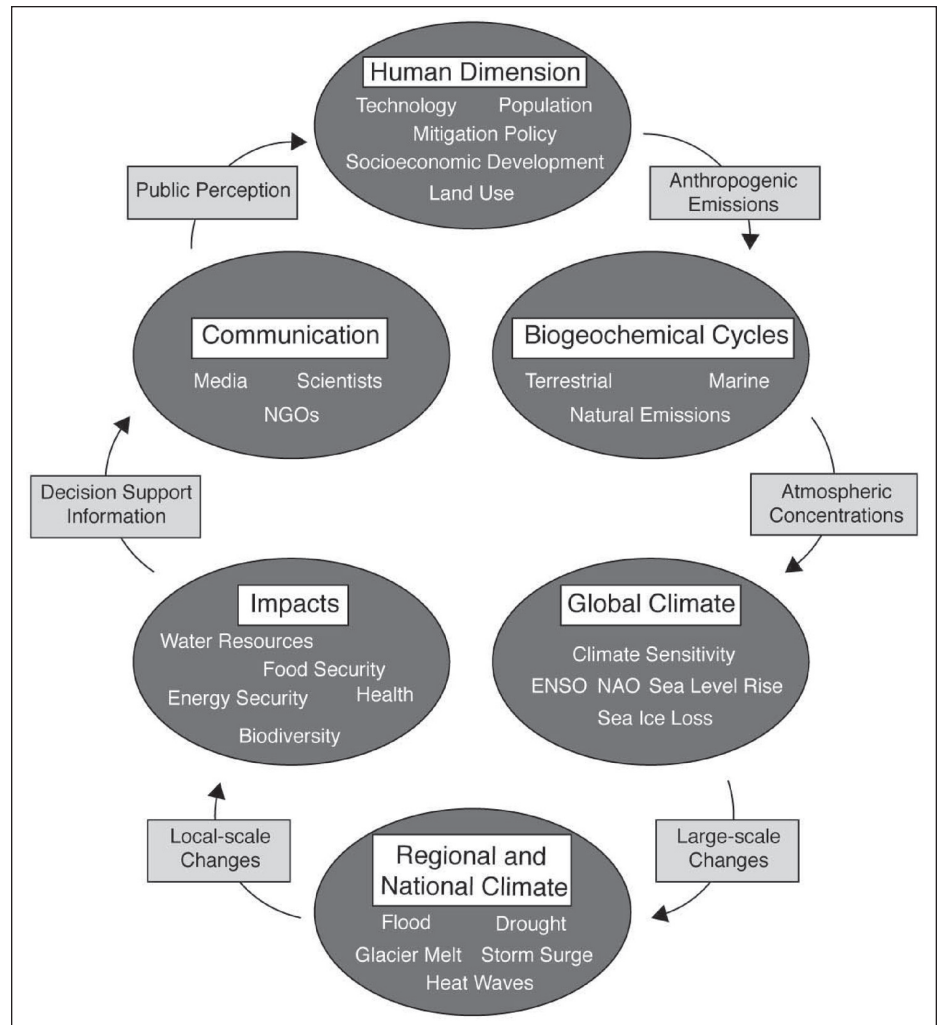 Human Dimension
Technology Population
Mitigation Policy
Socioeconomic Development
Land Use
Public Perception
Anthropogenic
Emissions
Communication
Media Scientists
NGOs
Biogeochemical Cycles
Terrestrial Marine
Natural Emissions
Decision Support
Information
Atmospheric
Concentrations
Impacts
Water Resources
Food Security
Energy Security Health
Biodiversity
Global Climate
Climate Sensitivity
ENSO NAO Sea Level Rise
Sea Ice Loss
Local-scale
Changes
Large-scale
Changes
Regional and
National Climate
Flood Drought
Glacier Melt Storm Surge
Heat Waves